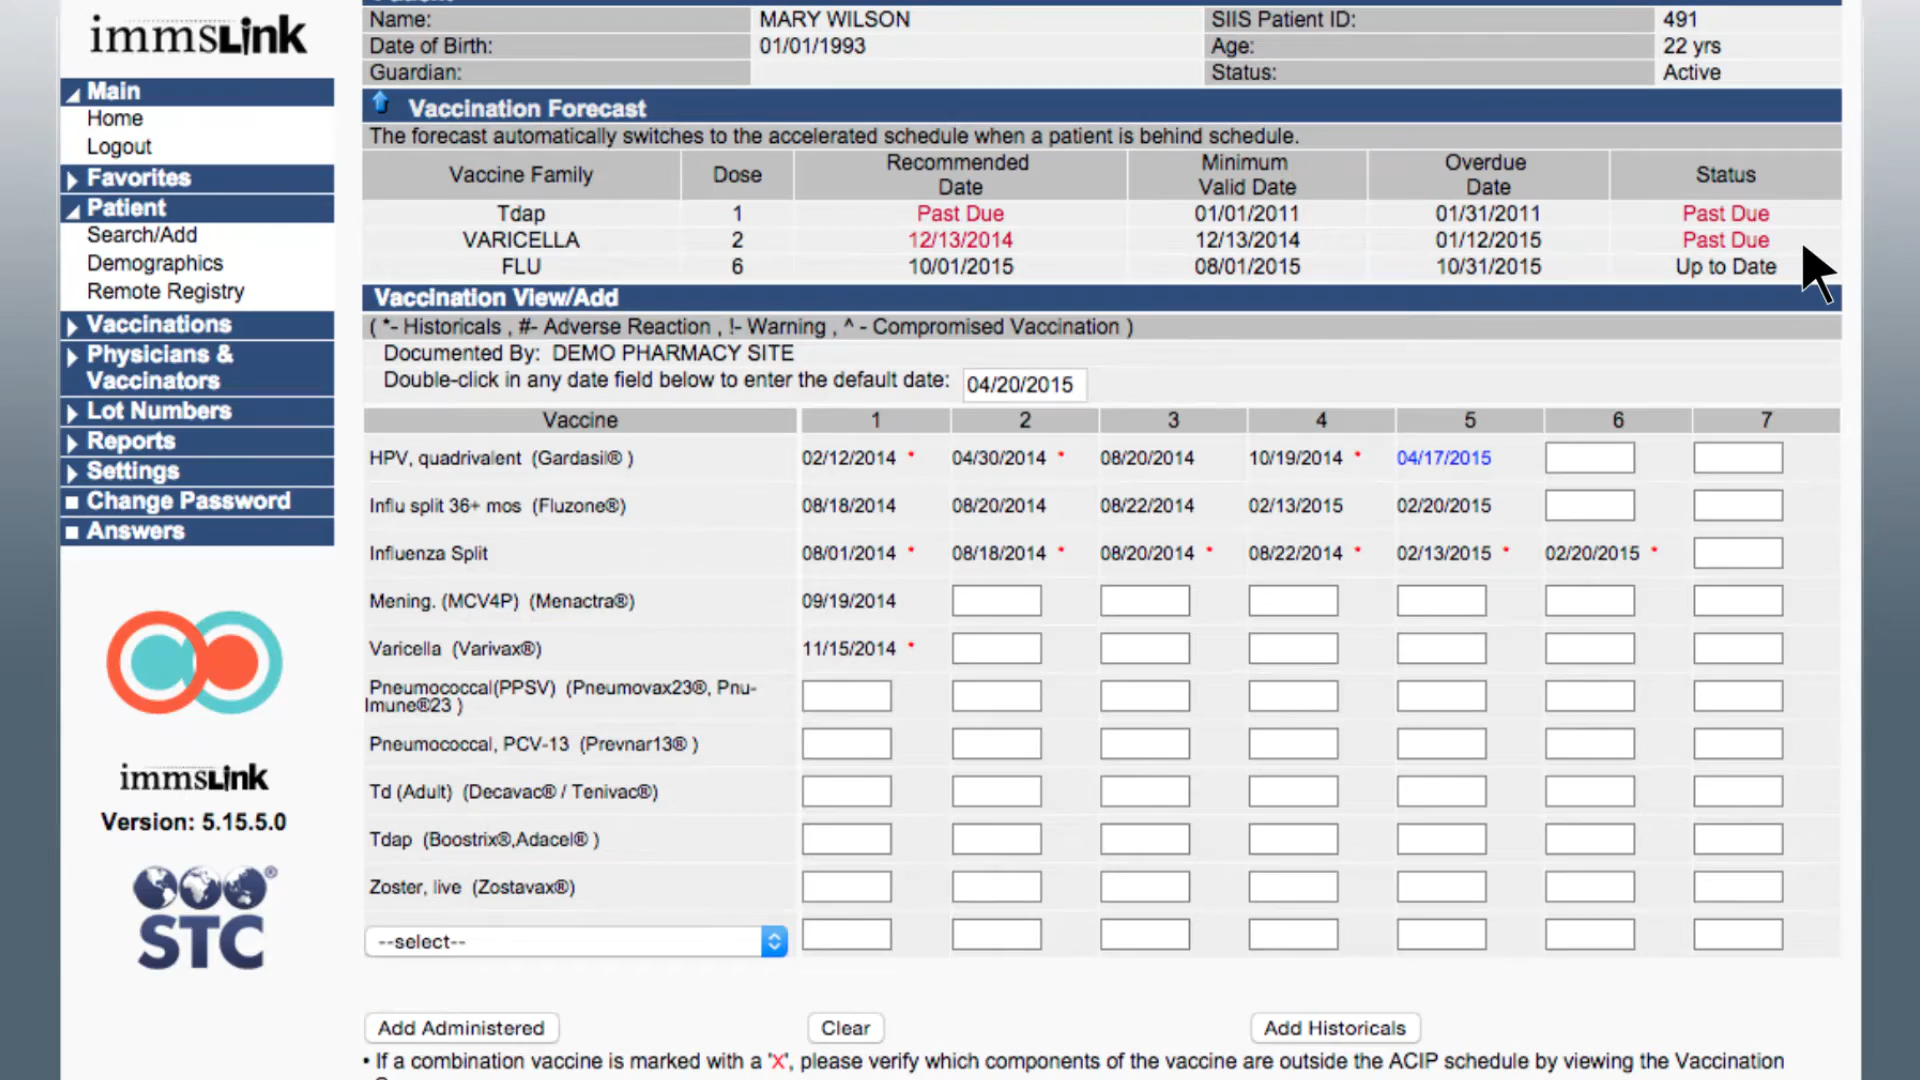 immsLink
Name: MARY WILSON SIIS Patient ID: 491
Date of Birth: 01/01/1993 Age: 22 yrs
Guardian: Status: Active
Main
Home
Logout
Favorites
Patient
Search/Add
Demographics
Remote Registry
Vaccinations
Physicians &
Vaccinators
Lot Numbers
Reports
Settings
Change Password
Answers
immsLink
Version: 5.15.5.0
STC ®
Vaccination Forecast
The forecast automatically switches to the accelerated schedule when a patient is behind schedule.
Vaccine Family Dose Recommended Date Minimum Valid Date Overdue Date Status
Tdap 1 Past Due 01/01/2011 01/31/2011 Past Due
VARICELLA 2 12/13/2014 12/13/2014 01/12/2015 Past Due
FLU 6 10/01/2015 08/01/2015 10/31/2015 Up to Date
Vaccination View/Add
( *- Historicals , #- Adverse Reaction , !- Warning , ^ - Compromised Vaccination )
Documented By: DEMO PHARMACY SITE
Double-click in any date field below to enter the default date: 04/20/2015
Vaccine 1 2 3 4 5 6 7
HPV, quadrivalent (Gardasil® ) 02/12/2014 * 04/30/2014 * 08/20/2014 10/19/2014 * 04/17/2015
Influ split 36+ mos (Fluzone®) 08/18/2014 08/20/2014 08/22/2014 02/13/2015 02/20/2015
Influenza Split 08/01/2014 * 08/18/2014 * 08/20/2014 * 08/22/2014 * 02/13/2015 * 02/20/2015 *
Mening. (MCV4P) (Menactra®) 09/19/2014
Varicella (Varivax®) 11/15/2014 *
Pneumococcal(PPSV) (Pneumovax23®, Pnu-
Imune®23 )
Pneumococcal, PCV-13 (Prevnar13® )
Td (Adult) (Decavac® / Tenivac®)
Tdap (Boostrix®,Adacel® )
Zoster, live (Zostavax®)
--select--
Add Administered Clear Add Historicals
• If a combination vaccine is marked with a 'X', please verify which components of the vaccine are outside the ACIP schedule by viewing the Vaccination